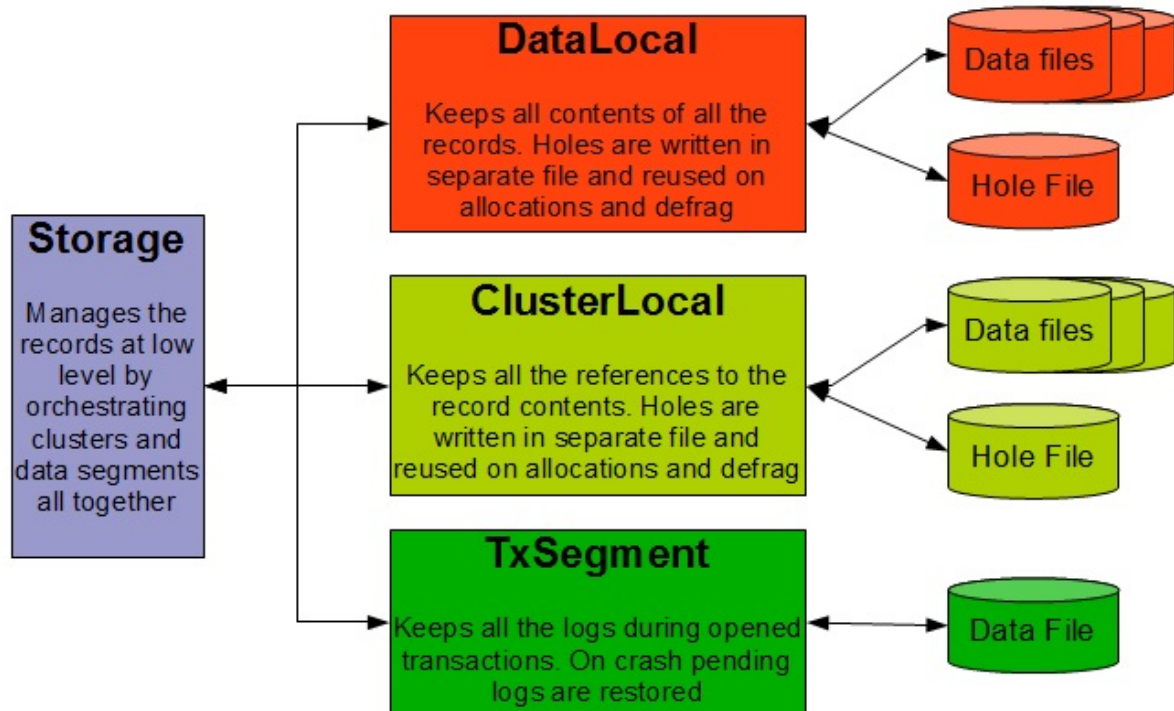 Storage
Manages the
records at low
level by
orchestrating
clusters and
data segments
all together
DataLocal
Keeps all contents of all the
records. Holes are written in
separate file and reused on
allocations and defrag
Data files
Hole File
ClusterLocal
Keeps all the references to the
record contents. Holes are
written in separate file and
reused on allocations and defrag
Data files
Hole File
TxSegment
Keeps all the logs during opened
transactions. On crash pending
logs are restored
Data File